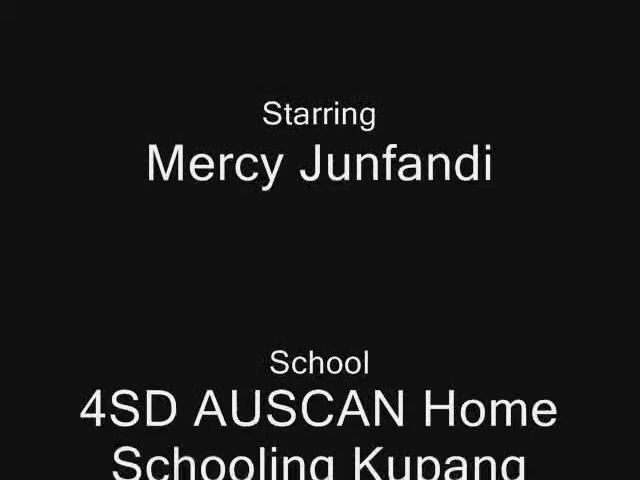 Starring
Mercy Junfandi
School
4SD AUSCAN Home
Schooling Kupang